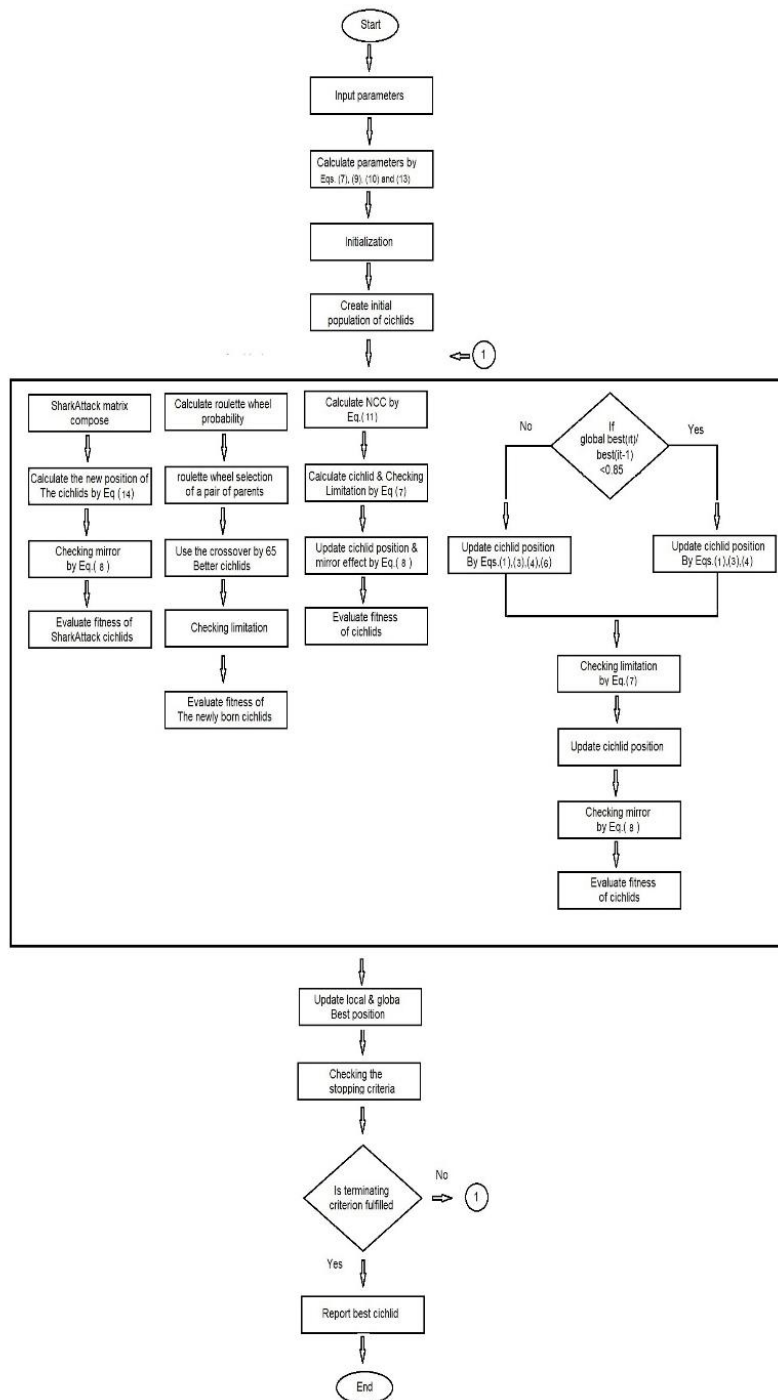 Start
Input parameters
Calculate parameters by
Eqs. (7), (9), (10) and (13)
Initialization
Create initial
population of cichlids
1
SharkAttack matrix
compose
Calculate the new position of
The cichlids by Eq (14)
Checking mirror
by Eq.( 8 )
Evaluate fitness of
SharkAttack cichlids
Calculate roulette wheel
probability
roulette wheel selection
of a pair of parents
Use the crossover by 65
Better cichlids
Checking limitation
Evaluate fitness of
The newly born cichlids
Calculate NCC by
Eq.(11)
Calculate cichlid & Checking
Limitation by Eq (7)
Update cichlid position &
mirror effect by Eq.( 8 )
Evaluate fitness
of cichlids
If
global best(it)/
best(it-1)
<0.85
No
Yes
Update cichlid position
By Eqs.(1),(3),(4),(6)
Update cichlid position
By Eqs.(1),(3),(4)
Checking limitation
by Eq.(7)
Update cichlid position
Checking mirror
by Eq.( 8 )
Evaluate fitness
of cichlids
Update local & globa
Best position
Checking the
stopping criteria
Is terminating
criterion fulfilled
No
1
Yes
Report best cichlid
End